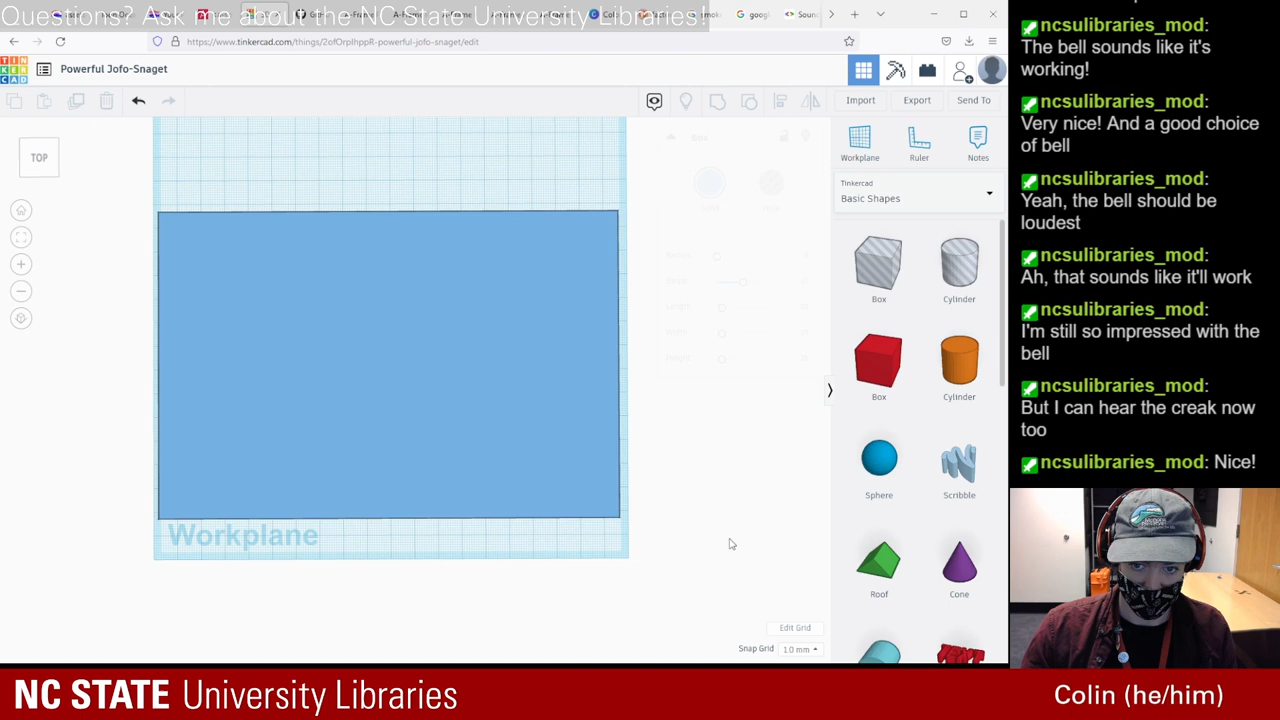 Question? Ask me about the NC State University Libraries!
https://www.tinkercad.com/things/2ofOrpIhppR-powerful-jofo-snaget/edit
TIN
KER
CAD
Powerful Jofo-Snaget
Import
Export
Send To
TOP
Workplane
Ruler
Notes
Tinkercad
Basic Shapes
Box
Cylinder
Box
Cylinder
Sphere
Scribble
Roof
Cone
Workplane
Edit Grid
Snap Grid
1.0 mm
ncsulibraries_mod:
The bell sounds like it's
working!
ncsulibraries_mod:
Very nice! And a good choice
of bell
ncsulibraries_mod:
Yeah, the bell should be
loudest
ncsulibraries_mod:
Ah, that sounds like it'll work
ncsulibraries_mod:
I'm still so impressed with the
bell
ncsulibraries_mod:
But I can hear the creak now
too
ncsulibraries_mod: Nice!
NC STATE University Libraries
Colin (he/him)